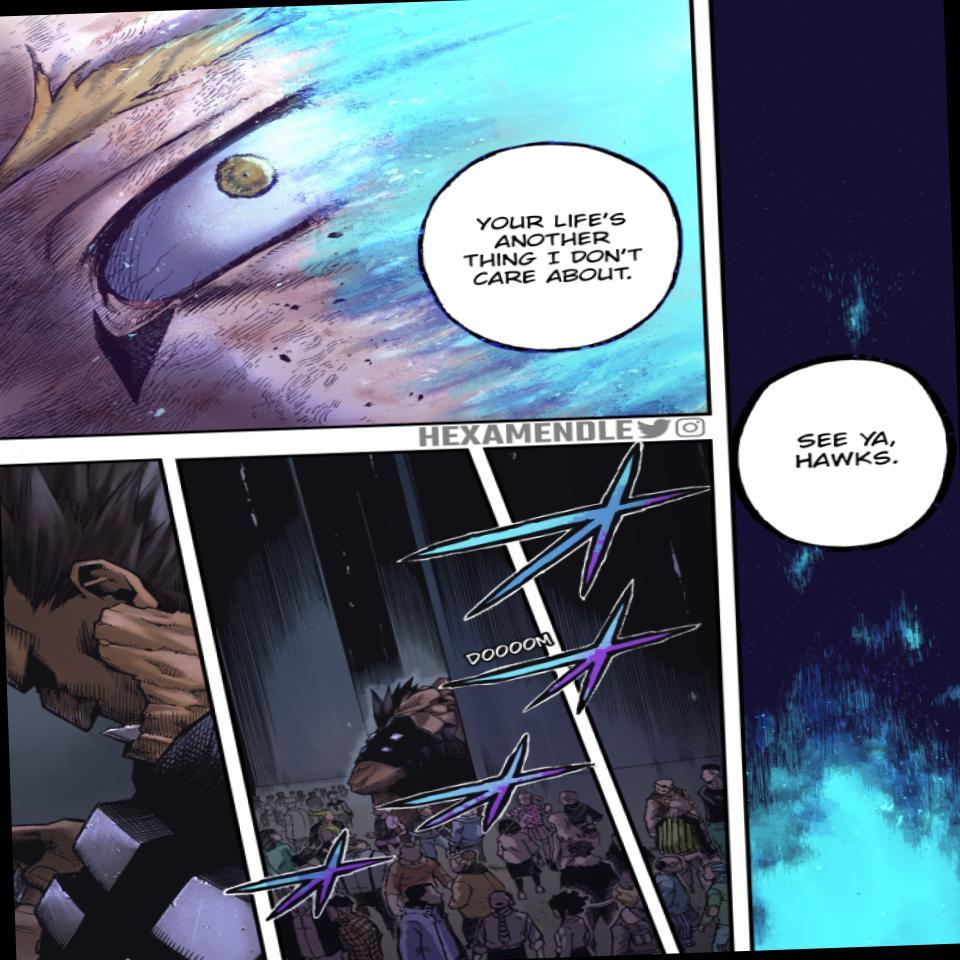 YOUR LIFE'S
ANOTHER
THING I DON'T
CARE ABOUT.
SEE YA,
HAWKS.
HEXAMENDLE
DOOOOM